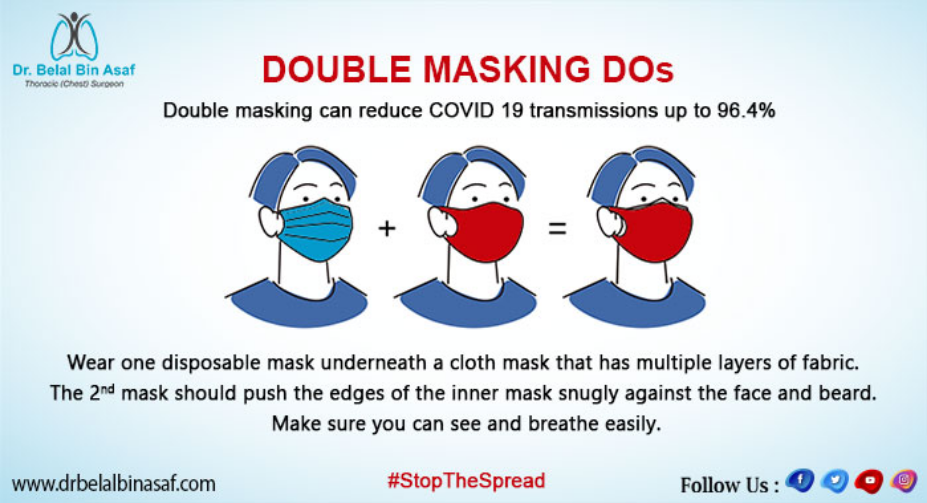 Dr. Belal Bin Asaf
Thoracic (Chest) Surgeon
DOUBLE MASKING DOs
Double masking can reduce COVID 19 transmissions up to 96.4%
+ =
Wear one disposable mask underneath a cloth mask that has multiple layers of fabric.
The 2nd mask should push the edges of the inner mask snugly against the face and beard.
Make sure you can see and breathe easily.
www.drbelalbinasaf.com #StopTheSpread Follow Us :